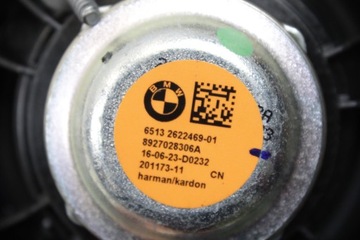 BMW
6513 2622469-01
8927028306A
16-06-23-D0232
201173-11 CN
harman/kardon